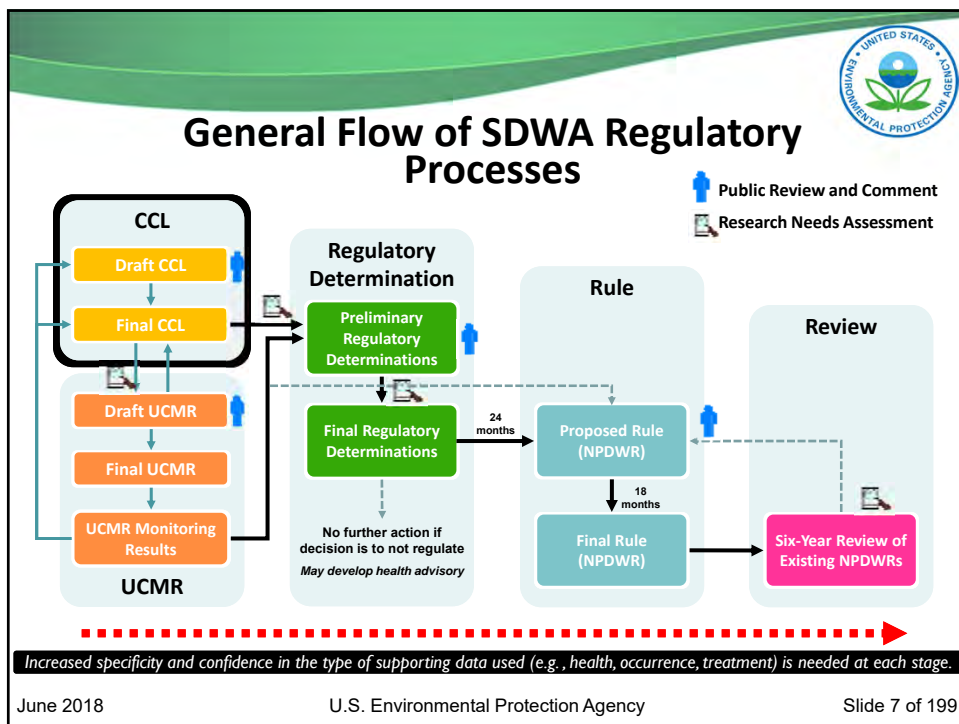 UNITED STATES
ENVIRONMENTAL PROTECTION AGENCY
General Flow of SDWA Regulatory
Processes
Public Review and Comment
Research Needs Assessment
CCL
Draft CCL
Final CCL
Draft UCMR
Final UCMR
UCMR Monitoring
Results
UCMR
Regulatory
Determination
Preliminary
Regulatory
Determinations
Final Regulatory
Determinations
No further action if
decision is to not regulate
May develop health advisory
24
months
Rule
Proposed Rule
(NPDWR)
18
months
Final Rule
(NPDWR)
Review
Six-Year Review of
Existing NPDWRs
Increased specificity and confidence in the type of supporting data used (e.g., health, occurrence, treatment) is needed at each stage.
June 2018
U.S. Environmental Protection Agency
Slide 7 of 199